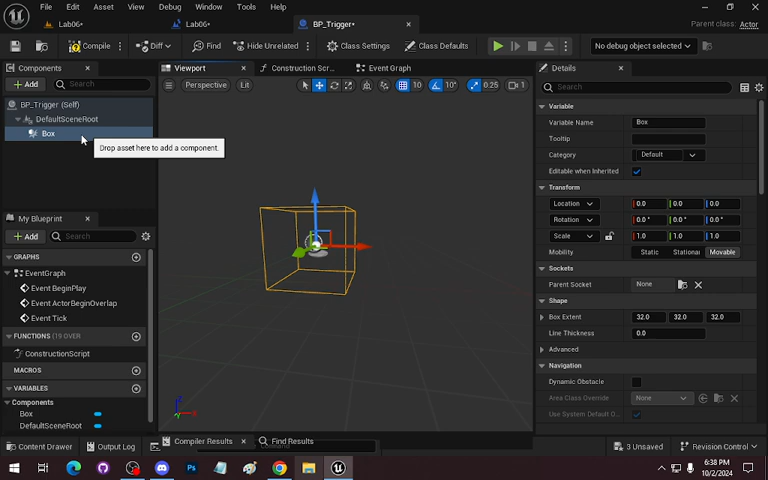 File Edit Asset View Debug Window Tools Help
Lab06•
Lab06•
BP_Trigger•
Parent class: Actor
Compile
Diff
Find
Hide Unrelated
Class Settings
Class Defaults
No debug object selected
Components
Add
Search
BP_Trigger (Self)
DefaultSceneRoot
Box
Drop asset here to add a component.
My Blueprint
Add
Search
GRAPHS
EventGraph
Event BeginPlay
Event ActorBeginOverlap
Event Tick
FUNCTIONS (19 OVER
ConstructionScript
MACROS
VARIABLES
Components
Box
DefaultSceneRoot
Viewport
Construction Scr...
Event Graph
Perspective
Lit
10
10°
0.25
1
Z
X
Details
Search
Variable
Variable Name Box
Tooltip
Category Default
Editable when Inherited
Transform
Location 0.0 0.0 0.0
Rotation 0.0 ° 0.0 ° 0.0 °
Scale 1.0 1.0 1.0
Mobility Static Stationar Movable
Sockets
Parent Socket None
Shape
Box Extent 32.0 32.0 32.0
Line Thickness 0.0
Advanced
Navigation
Dynamic Obstacle
Area Class Override None
Use System Default O...
Content Drawer
Output Log
Compiler Results
Find Results
3 Unsaved
Revision Control
Ps
6:38 PM
10/2/2024